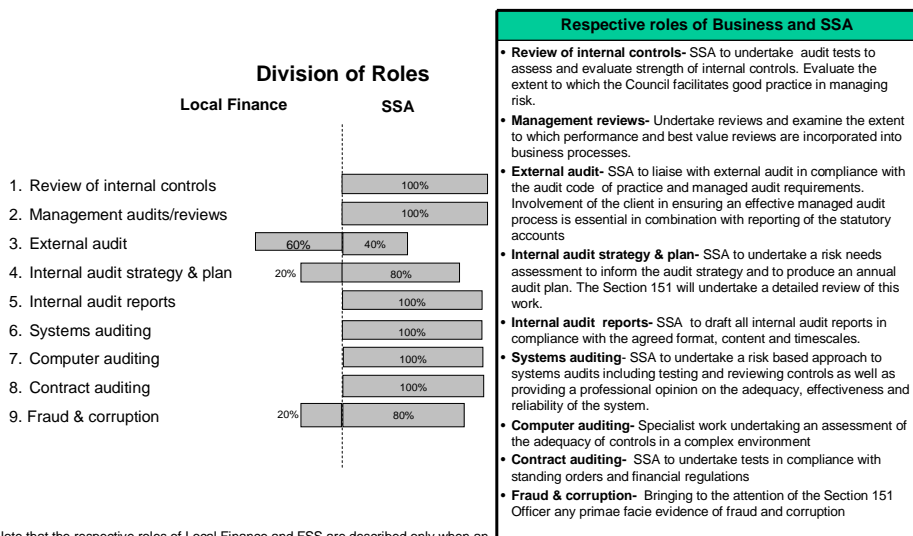 Division of Roles
Local Finance SSA
1. Review of internal controls 100%
2. Management audits/reviews 100%
3. External audit 60% 40%
4. Internal audit strategy & plan 20% 80%
5. Internal audit reports 100%
6. Systems auditing 100%
7. Computer auditing 100%
8. Contract auditing 100%
9. Fraud & corruption 20% 80%
Respective roles of Business and SSA
• Review of internal controls- SSA to undertake audit tests to
assess and evaluate strength of internal controls. Evaluate the
extent to which the Council facilitates good practice in managing
risk.
• Management reviews- Undertake reviews and examine the extent
to which performance and best value reviews are incorporated into
business processes.
• External audit- SSA to liaise with external audit in compliance with
the audit code of practice and managed audit requirements.
Involvement of the client in ensuring an effective managed audit
process is essential in combination with reporting of the statutory
accounts
• Internal audit strategy & plan- SSA to undertake a risk needs
assessment to inform the audit strategy and to produce an annual
audit plan. The Section 151 will undertake a detailed review of this
work.
• Internal audit reports- SSA to draft all internal audit reports in
compliance with the agreed format, content and timescales.
• Systems auditing- SSA to undertake a risk based approach to
systems audits including testing and reviewing controls as well as
providing a professional opinion on the adequacy, effectiveness and
reliability of the system.
• Computer auditing- Specialist work undertaking an assessment of
the adequacy of controls in a complex environment
• Contract auditing- SSA to undertake tests in compliance with
standing orders and financial regulations
• Fraud & corruption- Bringing to the attention of the Section 151
Officer any primae facie evidence of fraud and corruption
that the respective roles of Local Finance and ESS are described only when an